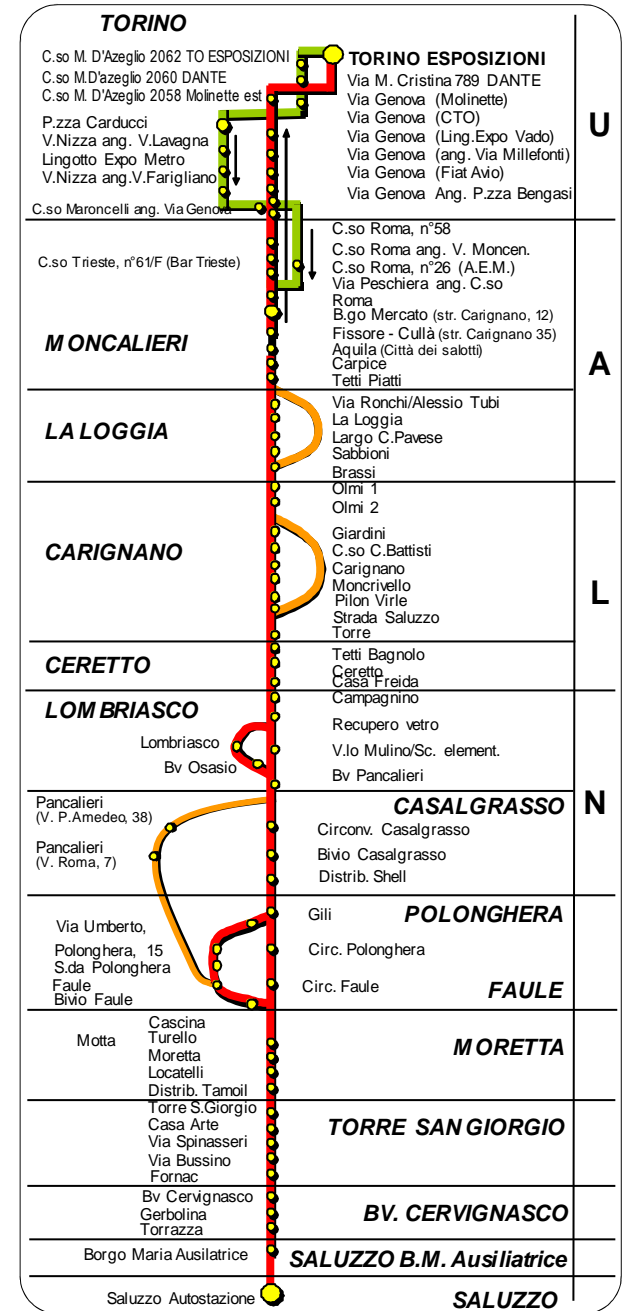 TORINO
C.so M. D'Azeglio 2062 TO ESPOSIZIONI
C.so M.D'azeglio 2060 DANTE
C.so M. D'Azeglio 2058 Molinette est
P.zza Carducci
V.Nizza ang. V.Lavagna
Lingotto Expo Metro
V.Nizza ang.V.Farigliano
C.so Maroncelli ang. Via Genova
TORINO ESPOSIZIONI
Via M. Cristina 789 DANTE
Via Genova (Molinette)
Via Genova (CTO)
Via Genova (Ling.Expo Vado)
Via Genova (ang. Via Millefonti)
Via Genova (Fiat Avio)
Via Genova Ang. P.zza Bengasi
U
C.so Trieste, n°61/F (Bar Trieste)
MONCALIERI
C.so Roma, n°58
C.so Roma ang. V. Moncen.
C.so Roma, n°26 (A.E.M.)
Via Peschiera ang. C.so
Roma
B.go Mercato (str. Carignano, 12)
Fissore - Cullà (str. Carignano 35)
Aquila (Città dei salotti)
Carpice
Tetti Piatti
A
LA LOGGIA
Via Ronchi/Alessio Tubi
La Loggia
Largo C.Pavese
Sabbioni
Brassi
CARIGNANO
Olmi 1
Olmi 2
Giardini
C.so C.Battisti
Carignano
Moncrivello
Pilon Virle
Strada Saluzzo
Torre
L
CERETTO
Tetti Bagnolo
Ceretto
Casa Freida
LOMBRIASCO
Lombriasco
Bv Osasio
Campagnino
Recupero vetro
V.lo Mulino/Sc. element.
Bv Pancalieri
N
Pancalieri
(V. P.Amedeo, 38)
Pancalieri
(V. Roma, 7)
CASALGRASSO
Circonv. Casalgrasso
Bivio Casalgrasso
Distrib. Shell
Via Umberto,
Polonghera, 15
S.da Polonghera
Faule
Bivio Faule
Gili
POLONGHERA
Circ. Polonghera
Circ. Faule
FAULE
Motta
Cascina
Turello
Moretta
Locatelli
Distrib. Tamoil
MORETTA
Torre S.Giorgio
Casa Arte
Via Spinasseri
Via Bussino
Fornac
TORRE SAN GIORGIO
Bv Cervignasco
Gerbolina
Torrazza
BV. CERVIGNASCO
Borgo Maria Ausilatrice
SALUZZO B.M. Ausiliatrice
Saluzzo Autostazione
SALUZZO